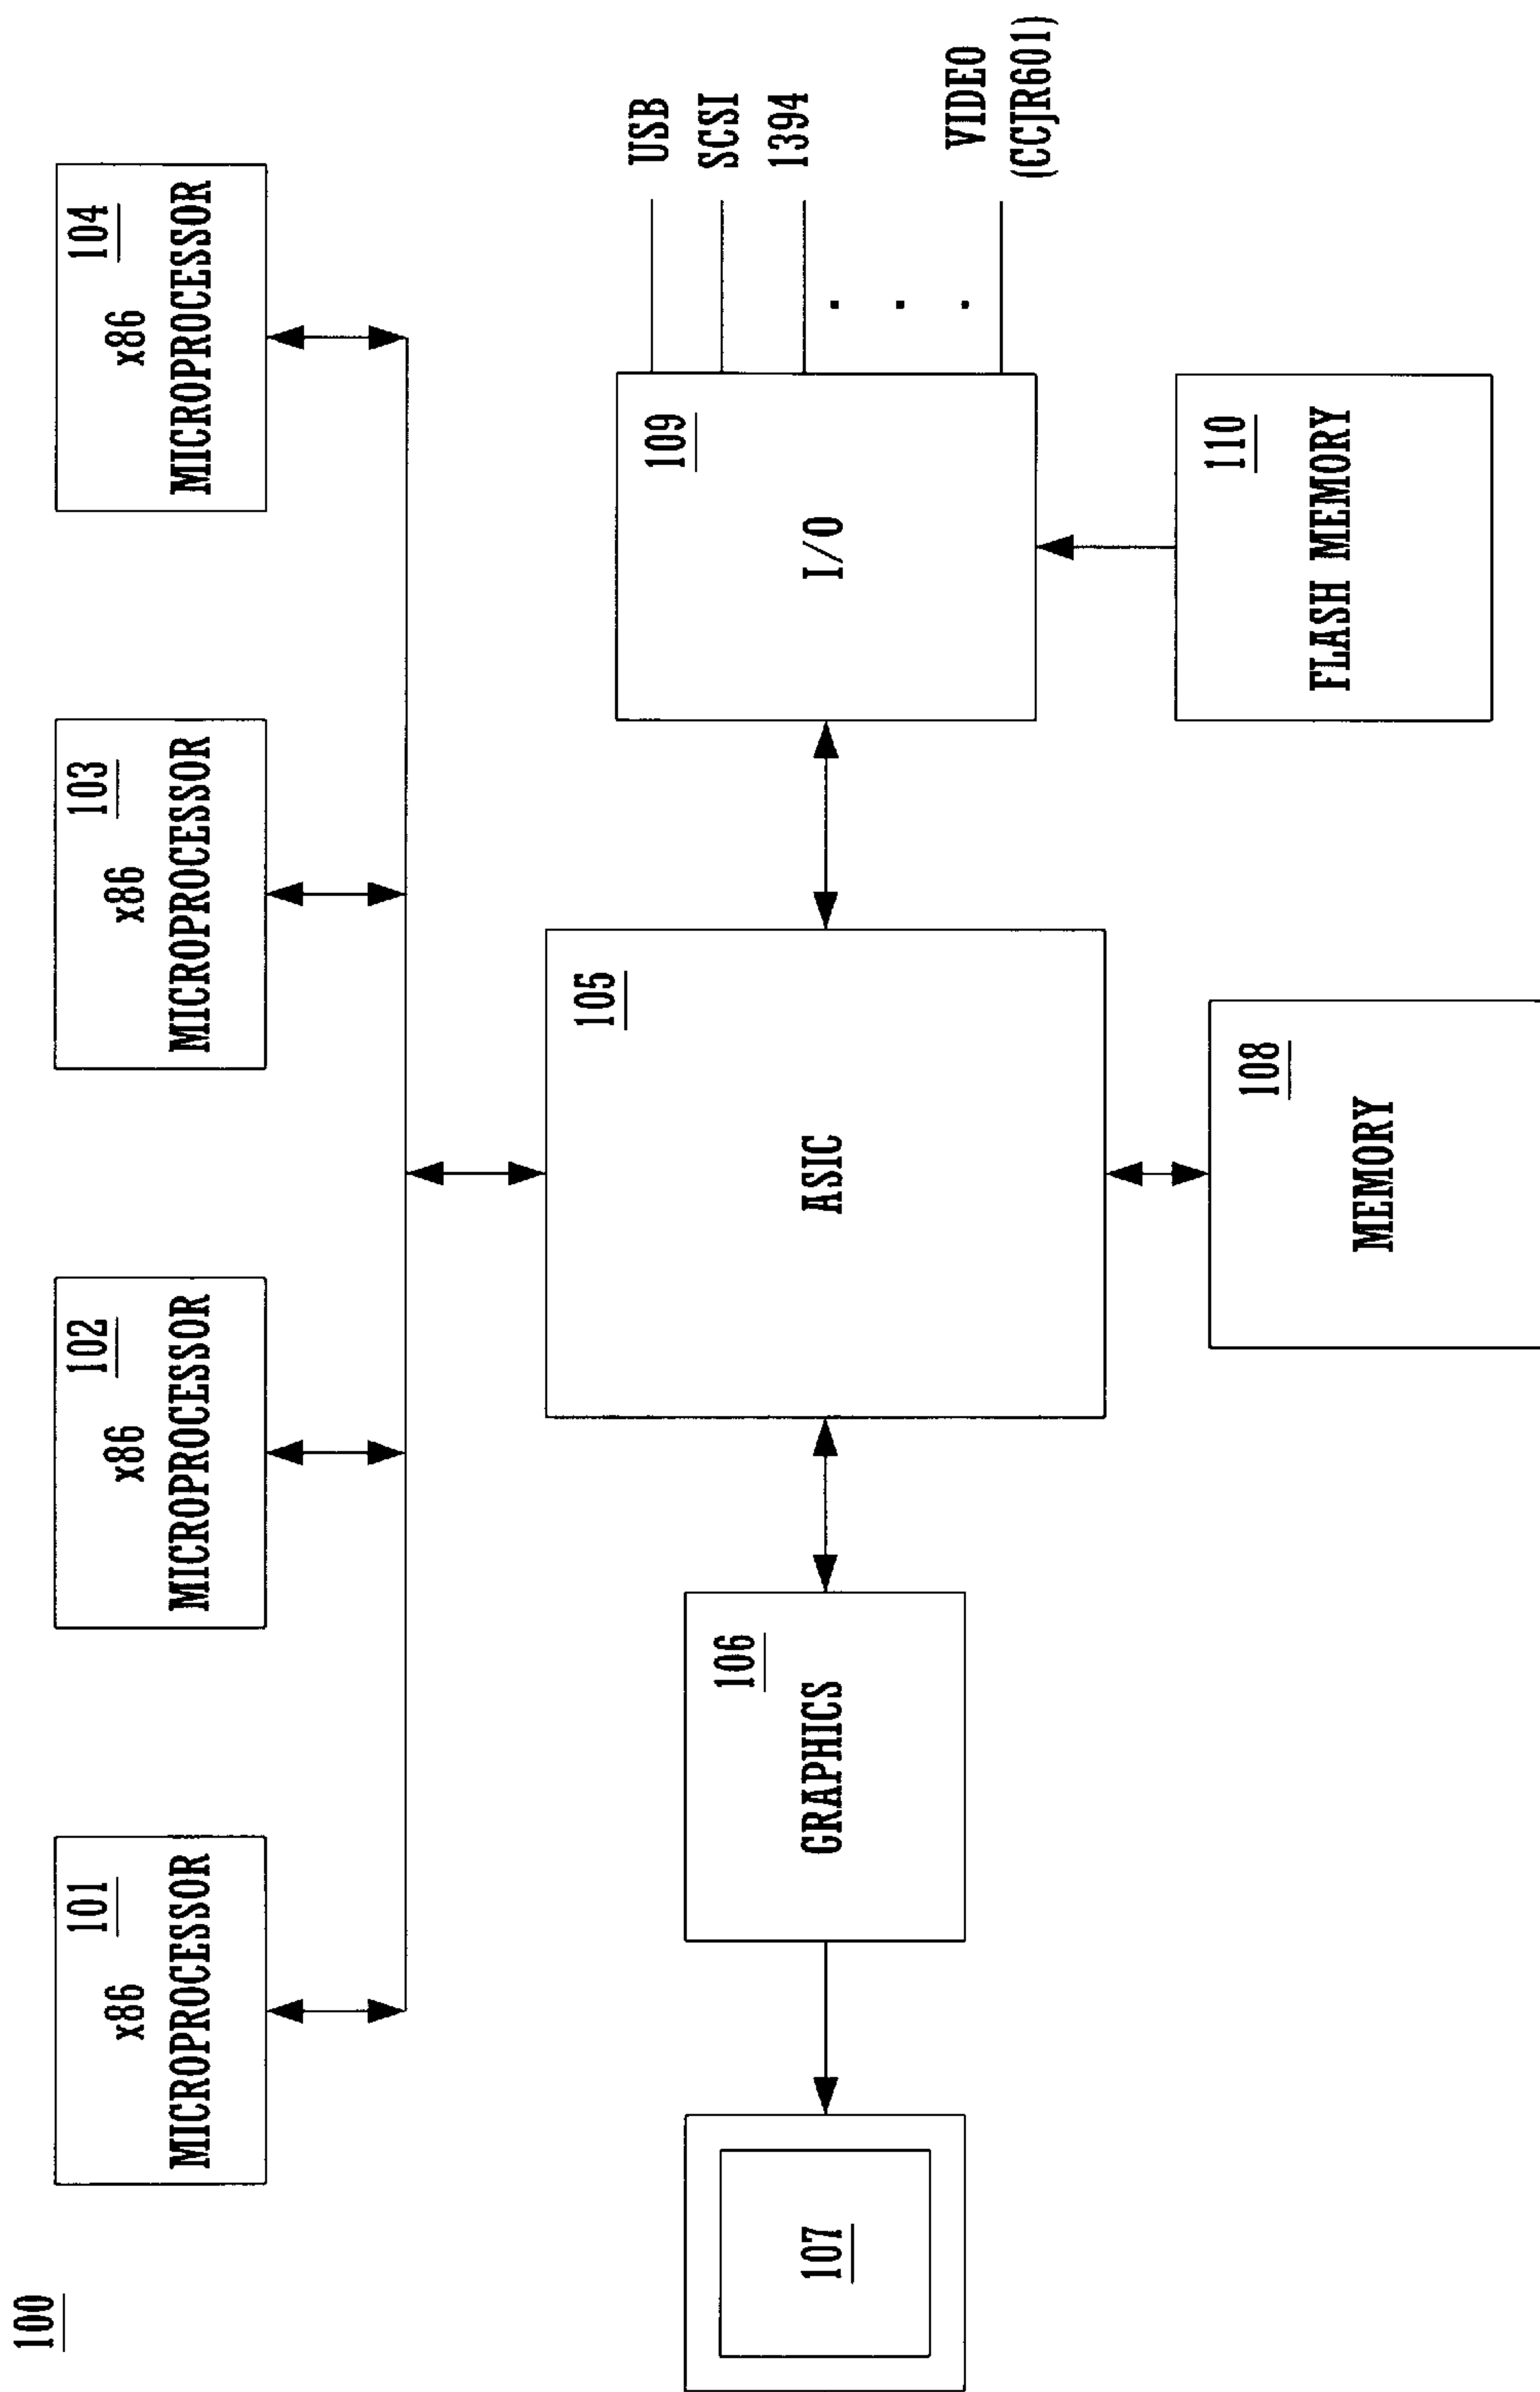 100
101
x86
MICROPROCESSOR
102
x86
MICROPROCESSOR
103
x86
MICROPROCESSOR
104
x86
MICROPROCESSOR
107
106
GRAPHICS
105
ASIC
109
I/O
USB
SCSI
1394
. . .
VIDEO
(CCJR601)
108
MEMORY
110
FLASH MEMORY